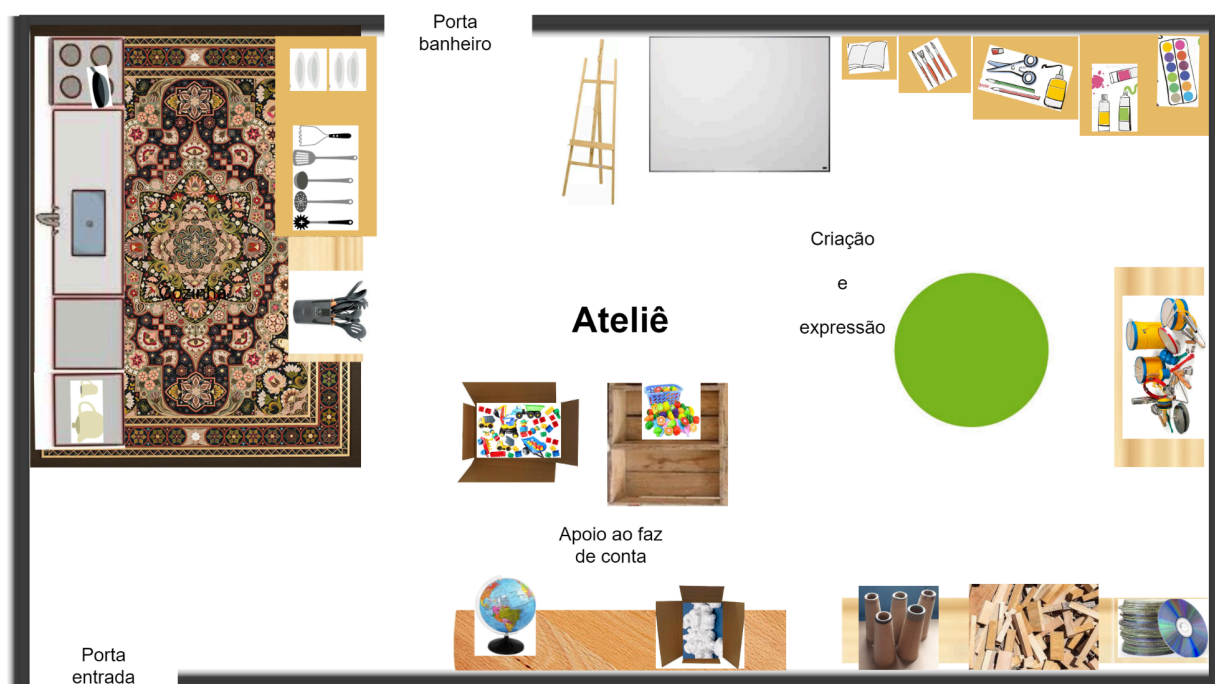 Porta
banheiro
Criação
e
expressão
Cozinha
Ateliê
Apoio ao faz
de conta
Porta
entrada